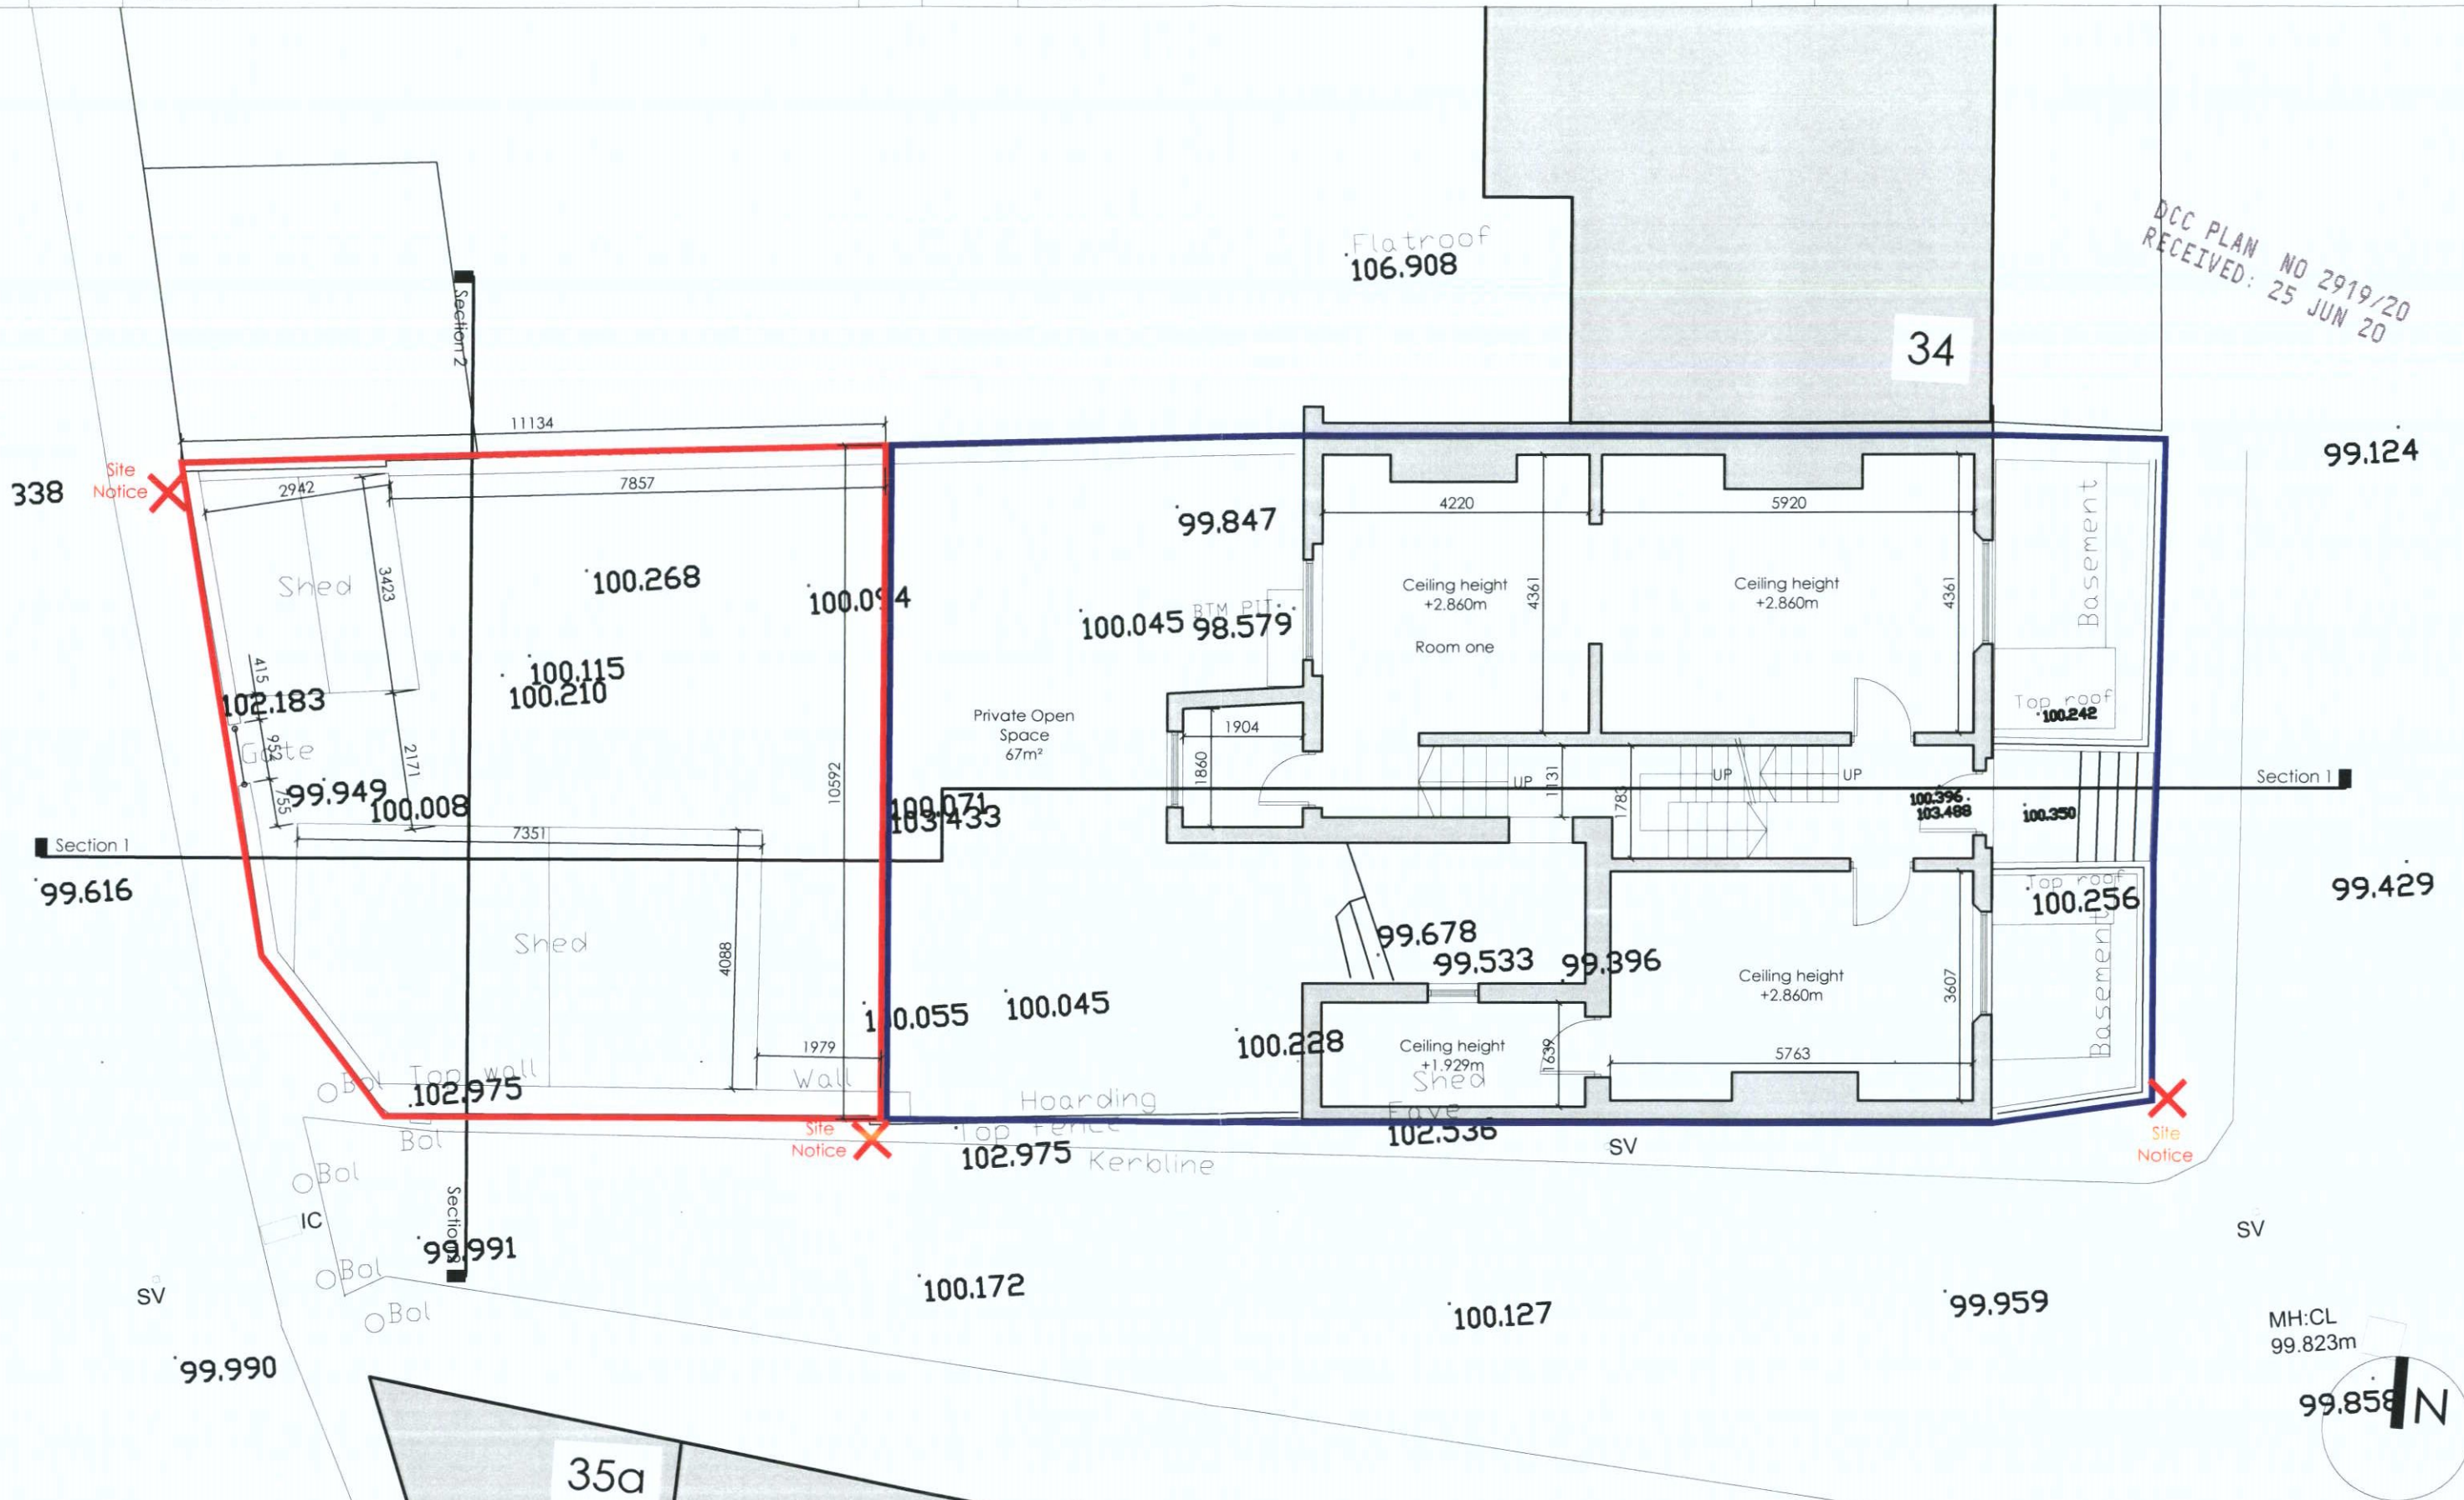 DCC PLAN NO 2919/20
RECEIVED: 25 JUN 20
Flatroof
106.908
34
Section 2
11134
99.124
Site
Notice
338
2942
7857
4220
5920
99.847
Basement
Shed
3423
100.268
100.094
100.045
BTM PIT
98.579
Ceiling height
+2.860m
Room one
4361
Ceiling height
+2.860m
4361
415
102.183
100.115
100.210
Top roof
100.242
Private Open
Space
67m²
1904
1860
952
Gate
2171
10592
UP
1131
1783
UP
UP
Section 1
99.949
755
100.008
100.071
103.433
100.396
103.488
100.350
7351
Section 1
99.616
Top roof
100.256
99.429
Shed
4088
99.678
99.533
99.396
Ceiling height
+2.860m
3607
Basement
100.055
100.045
100.228
Ceiling height
+1.929m
Shed
1639
5763
1979
Bol
Top wall
102.975
Wall
Hoarding
Eave
102.536
Top fence
102.975
Kerbline
Site
Notice
SV
Site
Notice
Bol
Bol
IC
Section 2
99.991
Bol
SV
Bol
100.172
100.127
99.959
SV
MH:CL
99.823m
99.990
99.858
N
35a